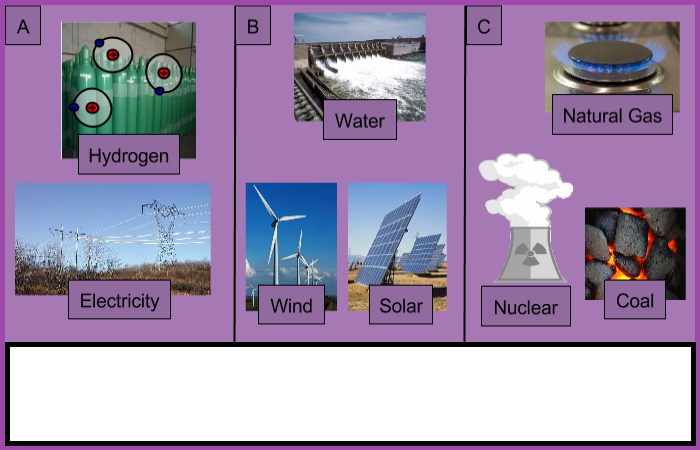 A
Hydrogen
Electricity
B
Water
Wind
Solar
C
Natural Gas
Nuclear
Coal